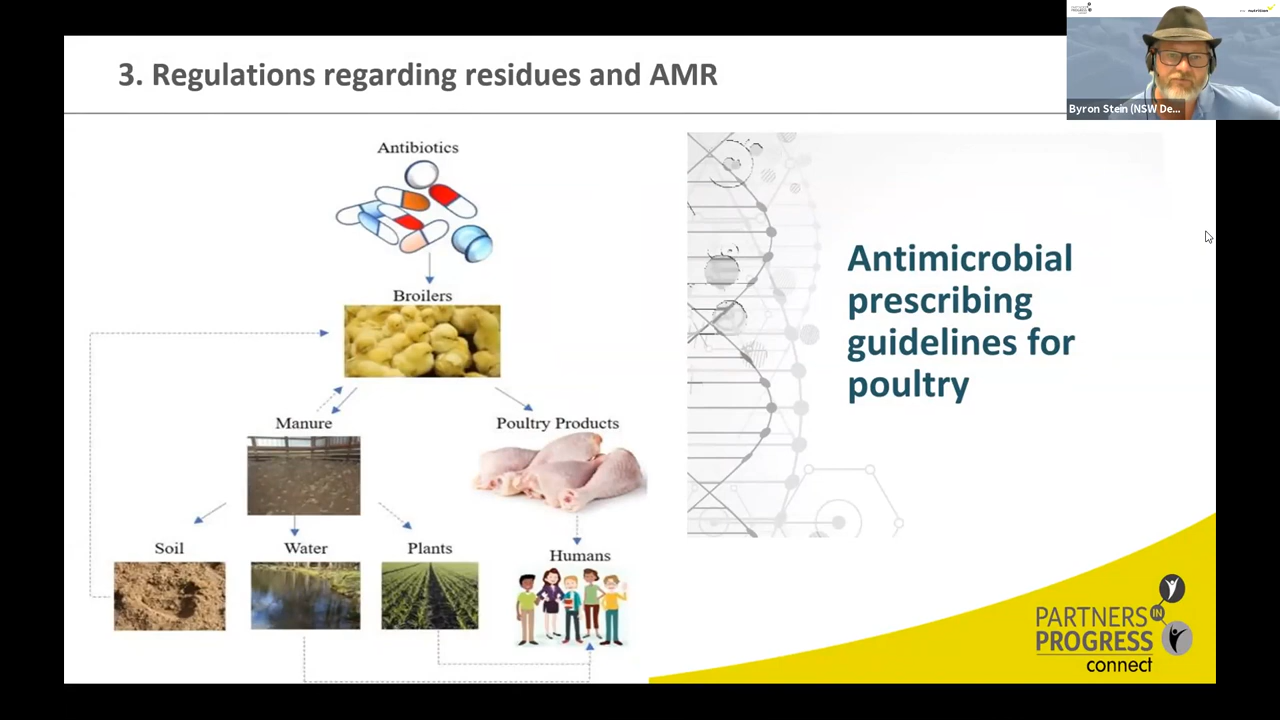 3. Regulations regarding residues and AMR
Byron Stein (NSW De...
Antibiotics
Broilers
Manure
Poultry Products
Soil
Water
Plants
Humans
Antimicrobial
prescribing
guidelines for
poultry
PARTNERS
IN
PROGRESS
connect
nutrition